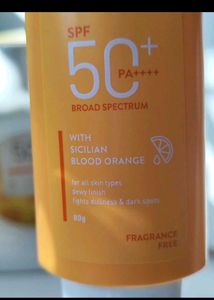 SPF
50+
PA++++
BROAD SPECTRUM
WITH
SICILIAN
BLOOD ORANGE
for all skin types
dewy finish
fights dullness & dark spots
80g
FRAGRANCE
FREE